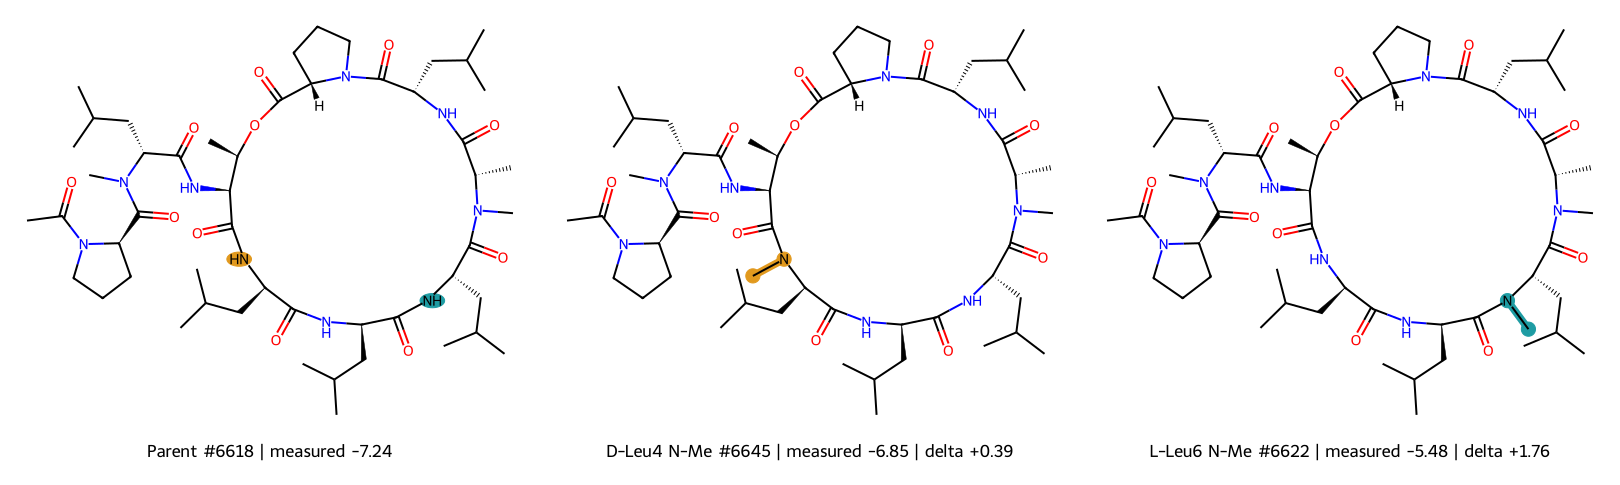 Parent #6618 | measured -7.24
D-Leu4 N-Me #6645 | measured -6.85 | delta +0.39
L-Leu6 N-Me #6622 | measured -5.48 | delta +1.76